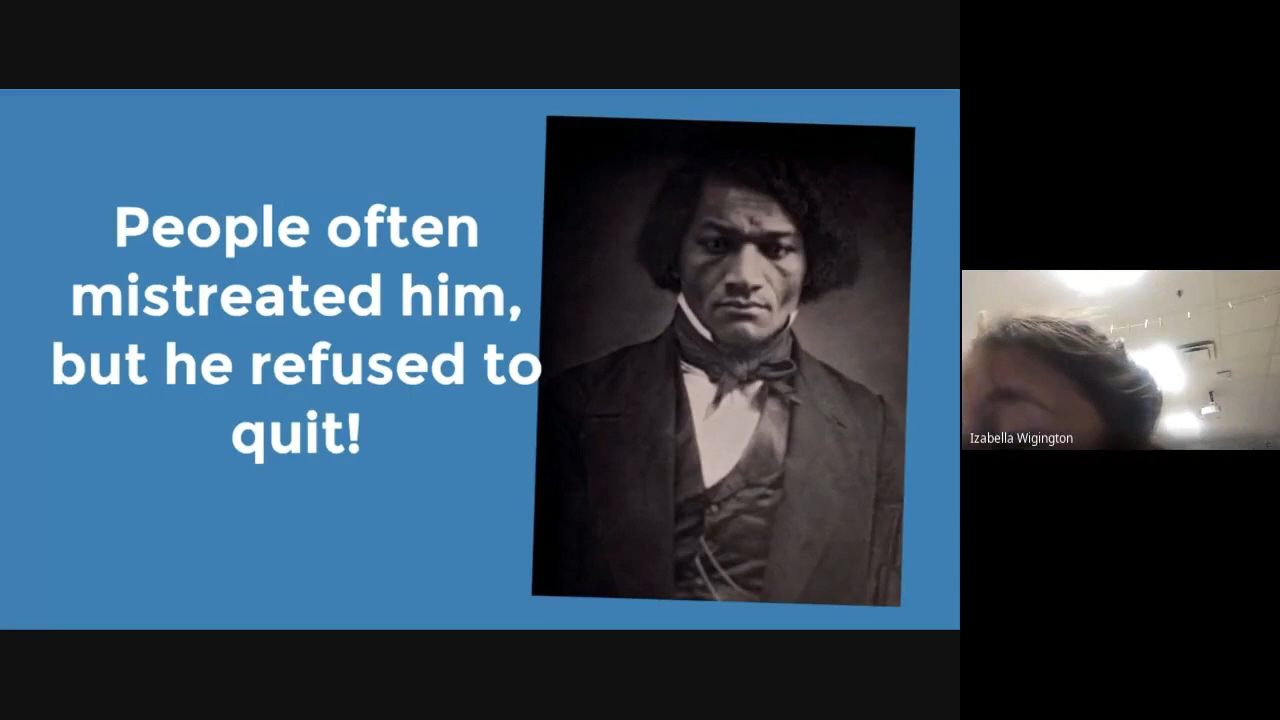 People often
mistreated him,
but he refused to
quit!
Izabella Wigington